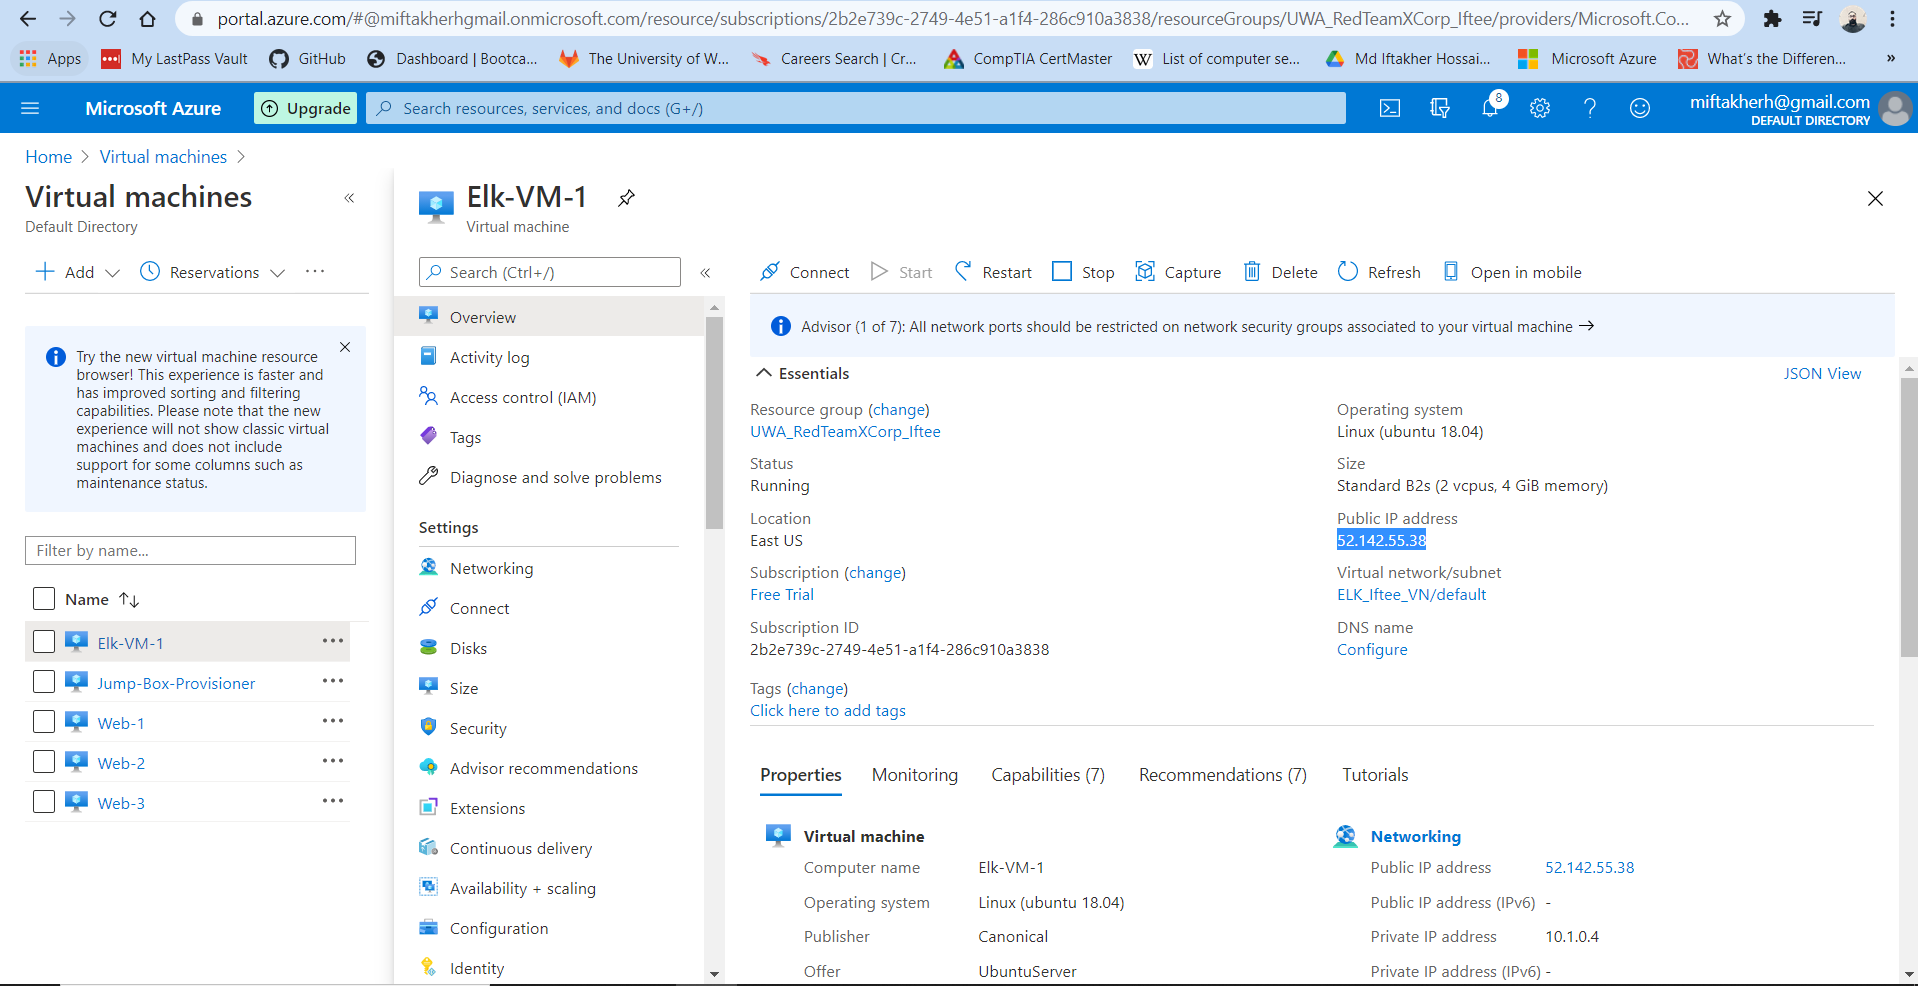 portal.azure.com/#@miftakherhgmail.onmicrosoft.com/resource/subscriptions/2b2e739c-2749-4e51-a1f4-286c910a3838/resourceGroups/UWA_RedTeamXCorp_Iftee/providers/Microsoft.Co...
Apps My LastPass Vault GitHub Dashboard | Bootca... The University of W... Careers Search | Cr... CompTIA CertMaster List of computer se... Md Iftakher Hossai... Microsoft Azure What's the Differen... »
Microsoft Azure Upgrade Search resources, services, and docs (G+/) 8 miftakherh@gmail.com
DEFAULT DIRECTORY
Home > Virtual machines >
Virtual machines «
Default Directory
Add Reservations ...
Try the new virtual machine resource
browser! This experience is faster and
has improved sorting and filtering
capabilities. Please note that the new
experience will not show classic virtual
machines and does not include
support for some columns such as
maintenance status.
Filter by name...
Name ↑↓
Elk-VM-1 ...
Jump-Box-Provisioner ...
Web-1 ...
Web-2 ...
Web-3 ...
Elk-VM-1
Virtual machine
Search (Ctrl+/) «
Overview
Activity log
Access control (IAM)
Tags
Diagnose and solve problems
Settings
Networking
Connect
Disks
Size
Security
Advisor recommendations
Extensions
Continuous delivery
Availability + scaling
Configuration
Identity
Connect Start Restart Stop Capture Delete Refresh Open in mobile
Advisor (1 of 7): All network ports should be restricted on network security groups associated to your virtual machine →
Essentials JSON View
Resource group (change)
UWA_RedTeamXCorp_Iftee
Status
Running
Location
East US
Subscription (change)
Free Trial
Subscription ID
2b2e739c-2749-4e51-a1f4-286c910a3838
Operating system
Linux (ubuntu 18.04)
Size
Standard B2s (2 vcpus, 4 GiB memory)
Public IP address
52.142.55.38
Virtual network/subnet
ELK_Iftee_VN/default
DNS name
Configure
Tags (change)
Click here to add tags
Properties Monitoring Capabilities (7) Recommendations (7) Tutorials
Virtual machine
Computer name Elk-VM-1
Operating system Linux (ubuntu 18.04)
Publisher Canonical
Offer UbuntuServer
Networking
Public IP address 52.142.55.38
Public IP address (IPv6) -
Private IP address 10.1.0.4
Private IP address (IPv6) -